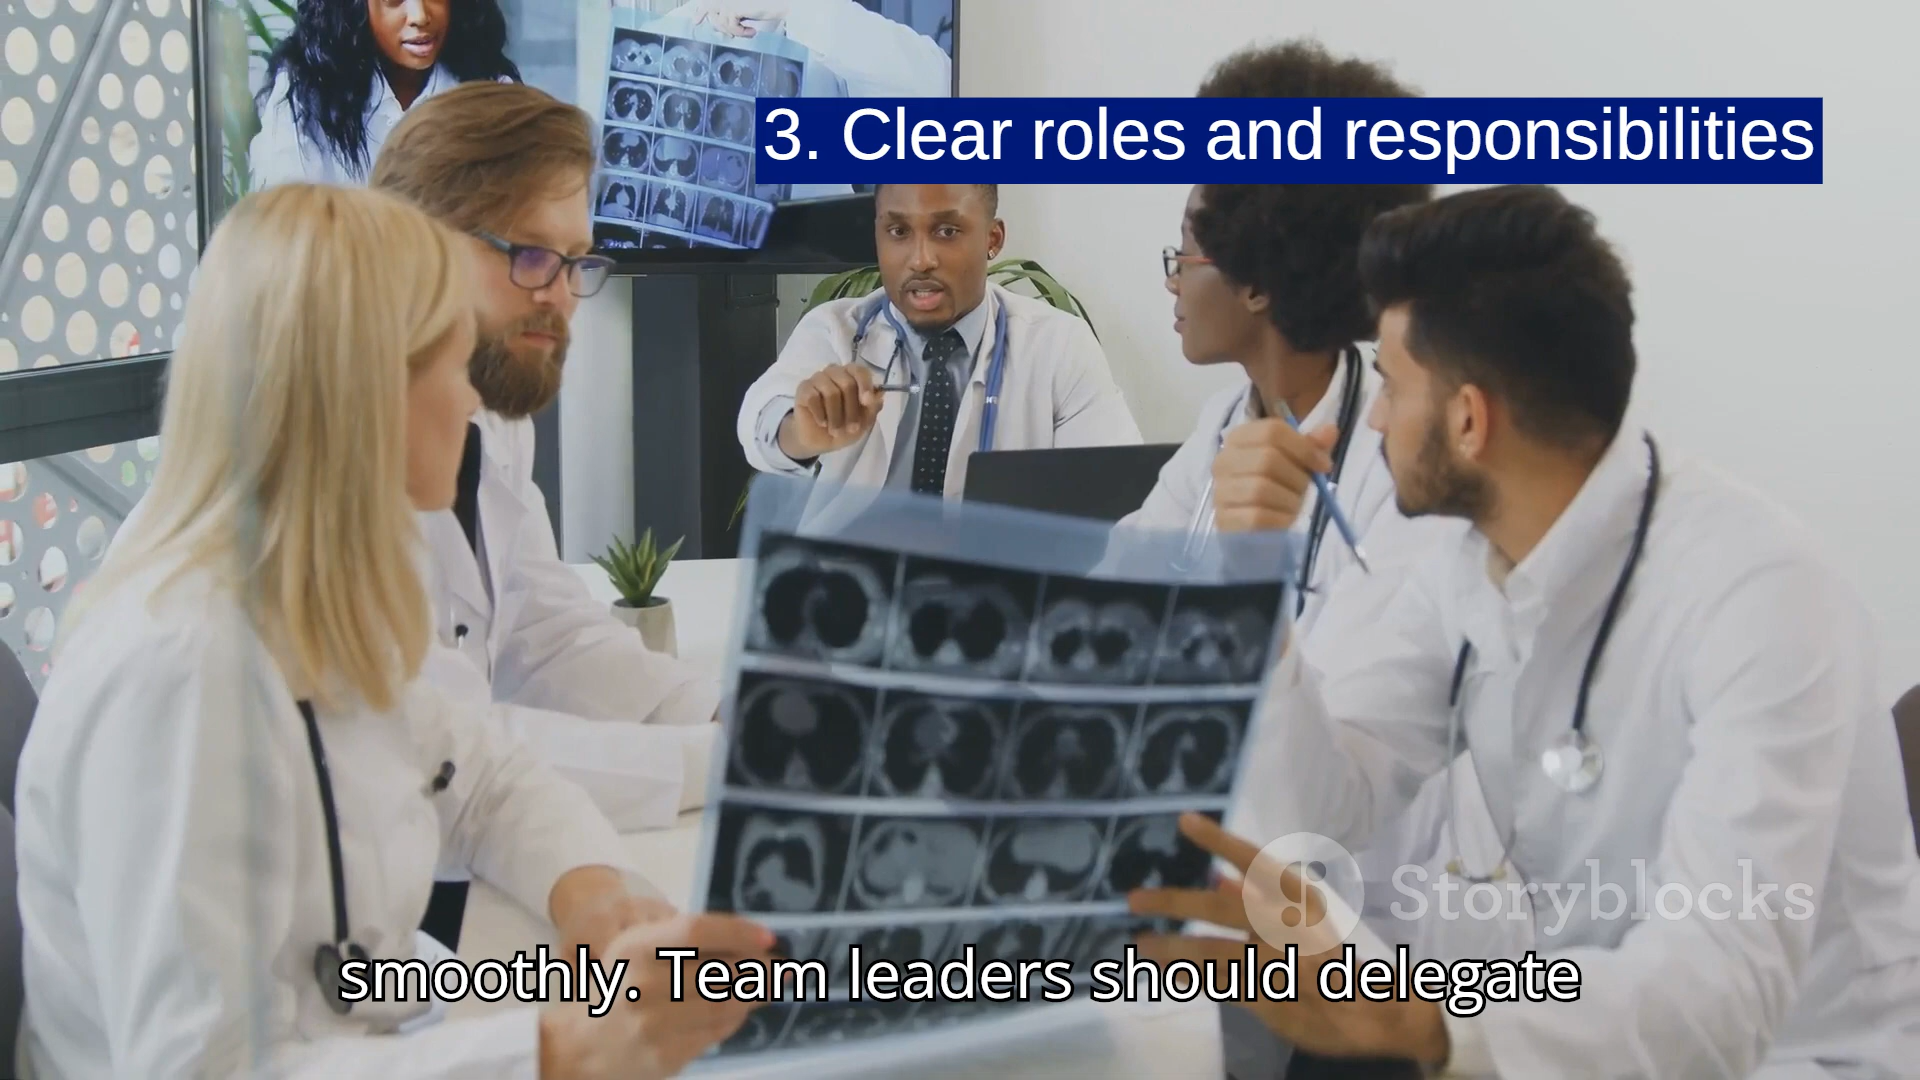 3. Clear roles and responsibilities
Storyblocks
smoothly. Team leaders should delegate